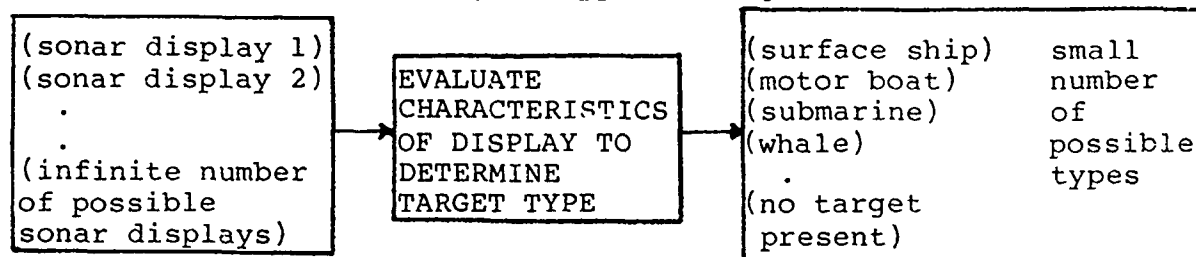 (sonar display 1)
(sonar display 2)
.
.
(infinite number
of possible
sonar displays)
EVALUATE
CHARACTERISTICS
OF DISPLAY TO
DETERMINE
TARGET TYPE
(surface ship) small
(motor boat) number
(submarine) of
(whale) possible
. types
(no target
present)